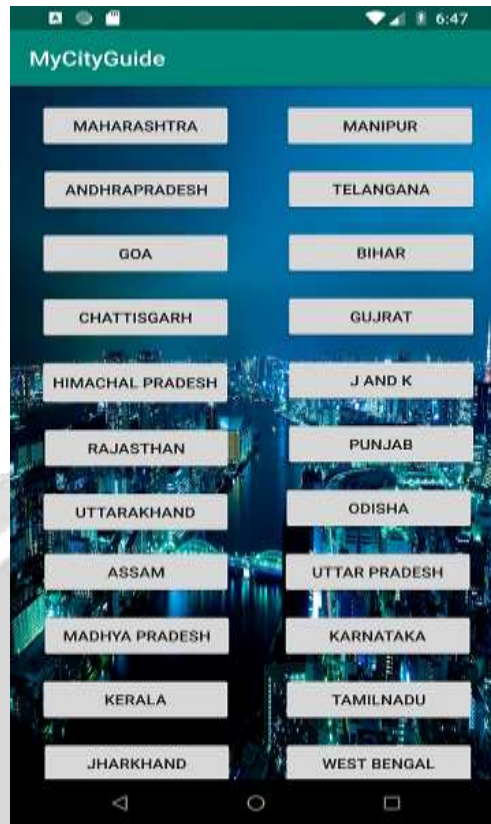 6:47
MyCityGuide
MAHARASHTRA MANIPUR
ANDHRAPRADESH TELANGANA
GOA BIHAR
CHATTISGARH GUJRAT
HIMACHAL PRADESH J AND K
RAJASTHAN PUNJAB
UTTARAKHAND ODISHA
ASSAM UTTAR PRADESH
MADHYA PRADESH KARNATAKA
KERALA TAMILNADU
JHARKHAND WEST BENGAL